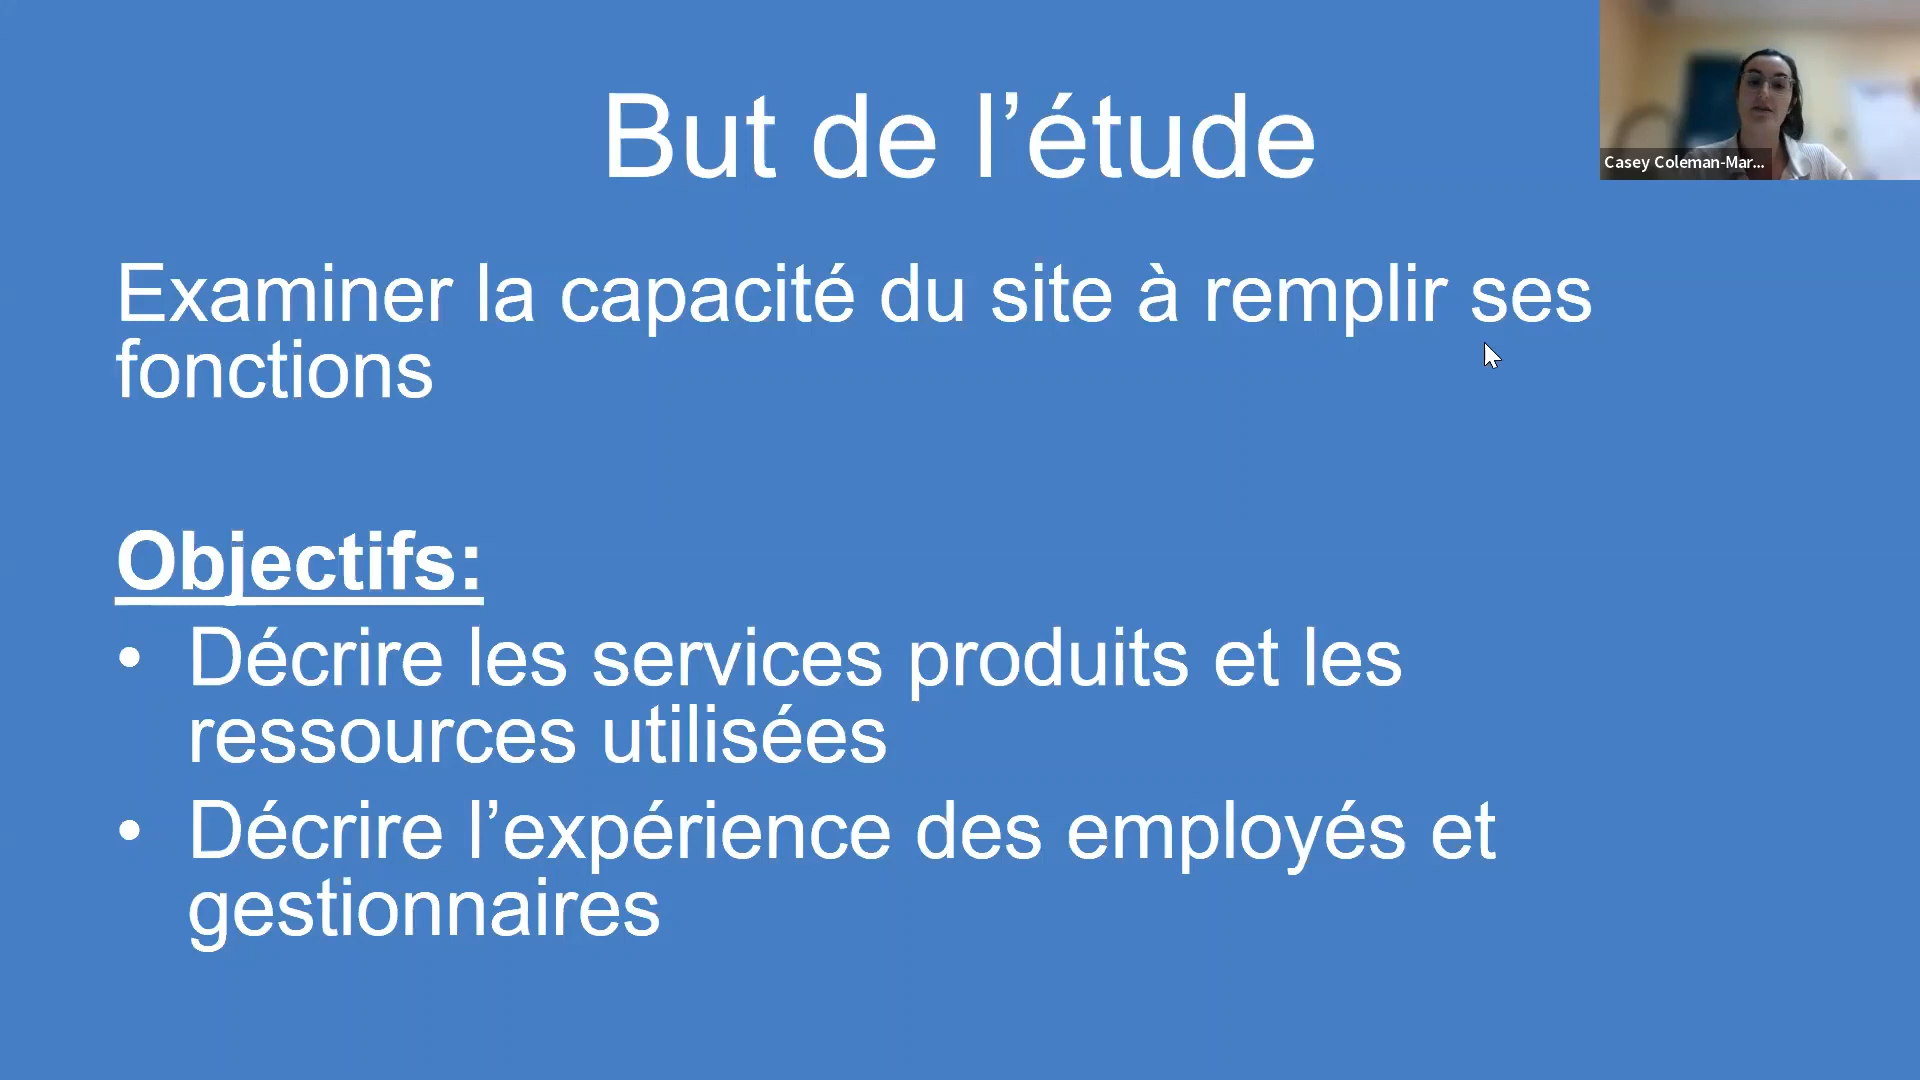 But de l’étude
Casey Coleman-Mar...
Examiner la capacité du site à remplir ses
fonctions
Objectifs:
• Décrire les services produits et les
ressources utilisées
• Décrire l’expérience des employés et
gestionnaires